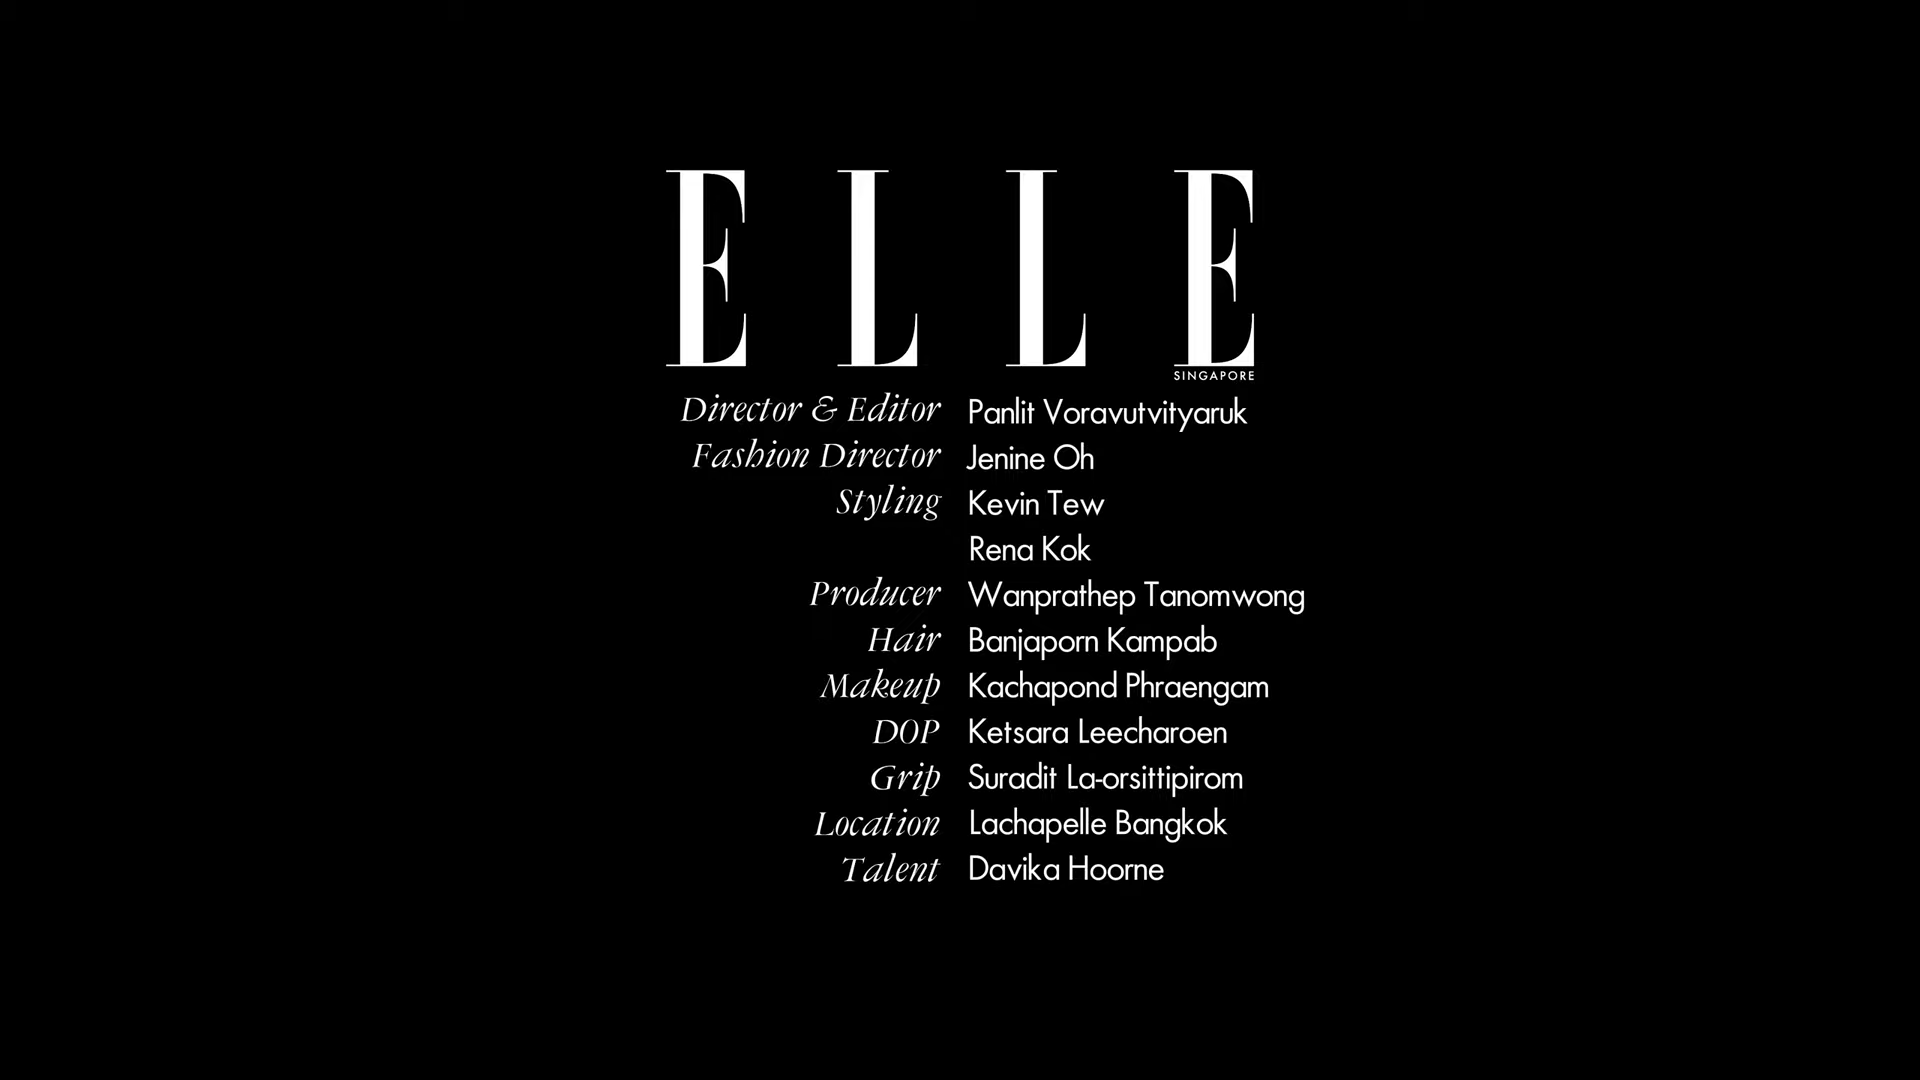 ELLE
SINGAPORE
Director & Editor Panlit Voravutvityaruk
Fashion Director Jenine Oh
Styling Kevin Tew
Rena Kok
Producer Wanprathep Tanomwong
Hair Banjaporn Kampab
Makeup Kachapond Phraengam
DOP Ketsara Leecharoen
Grip Suradit La-orsittipirom
Location Lachapelle Bangkok
Talent Davika Hoorne